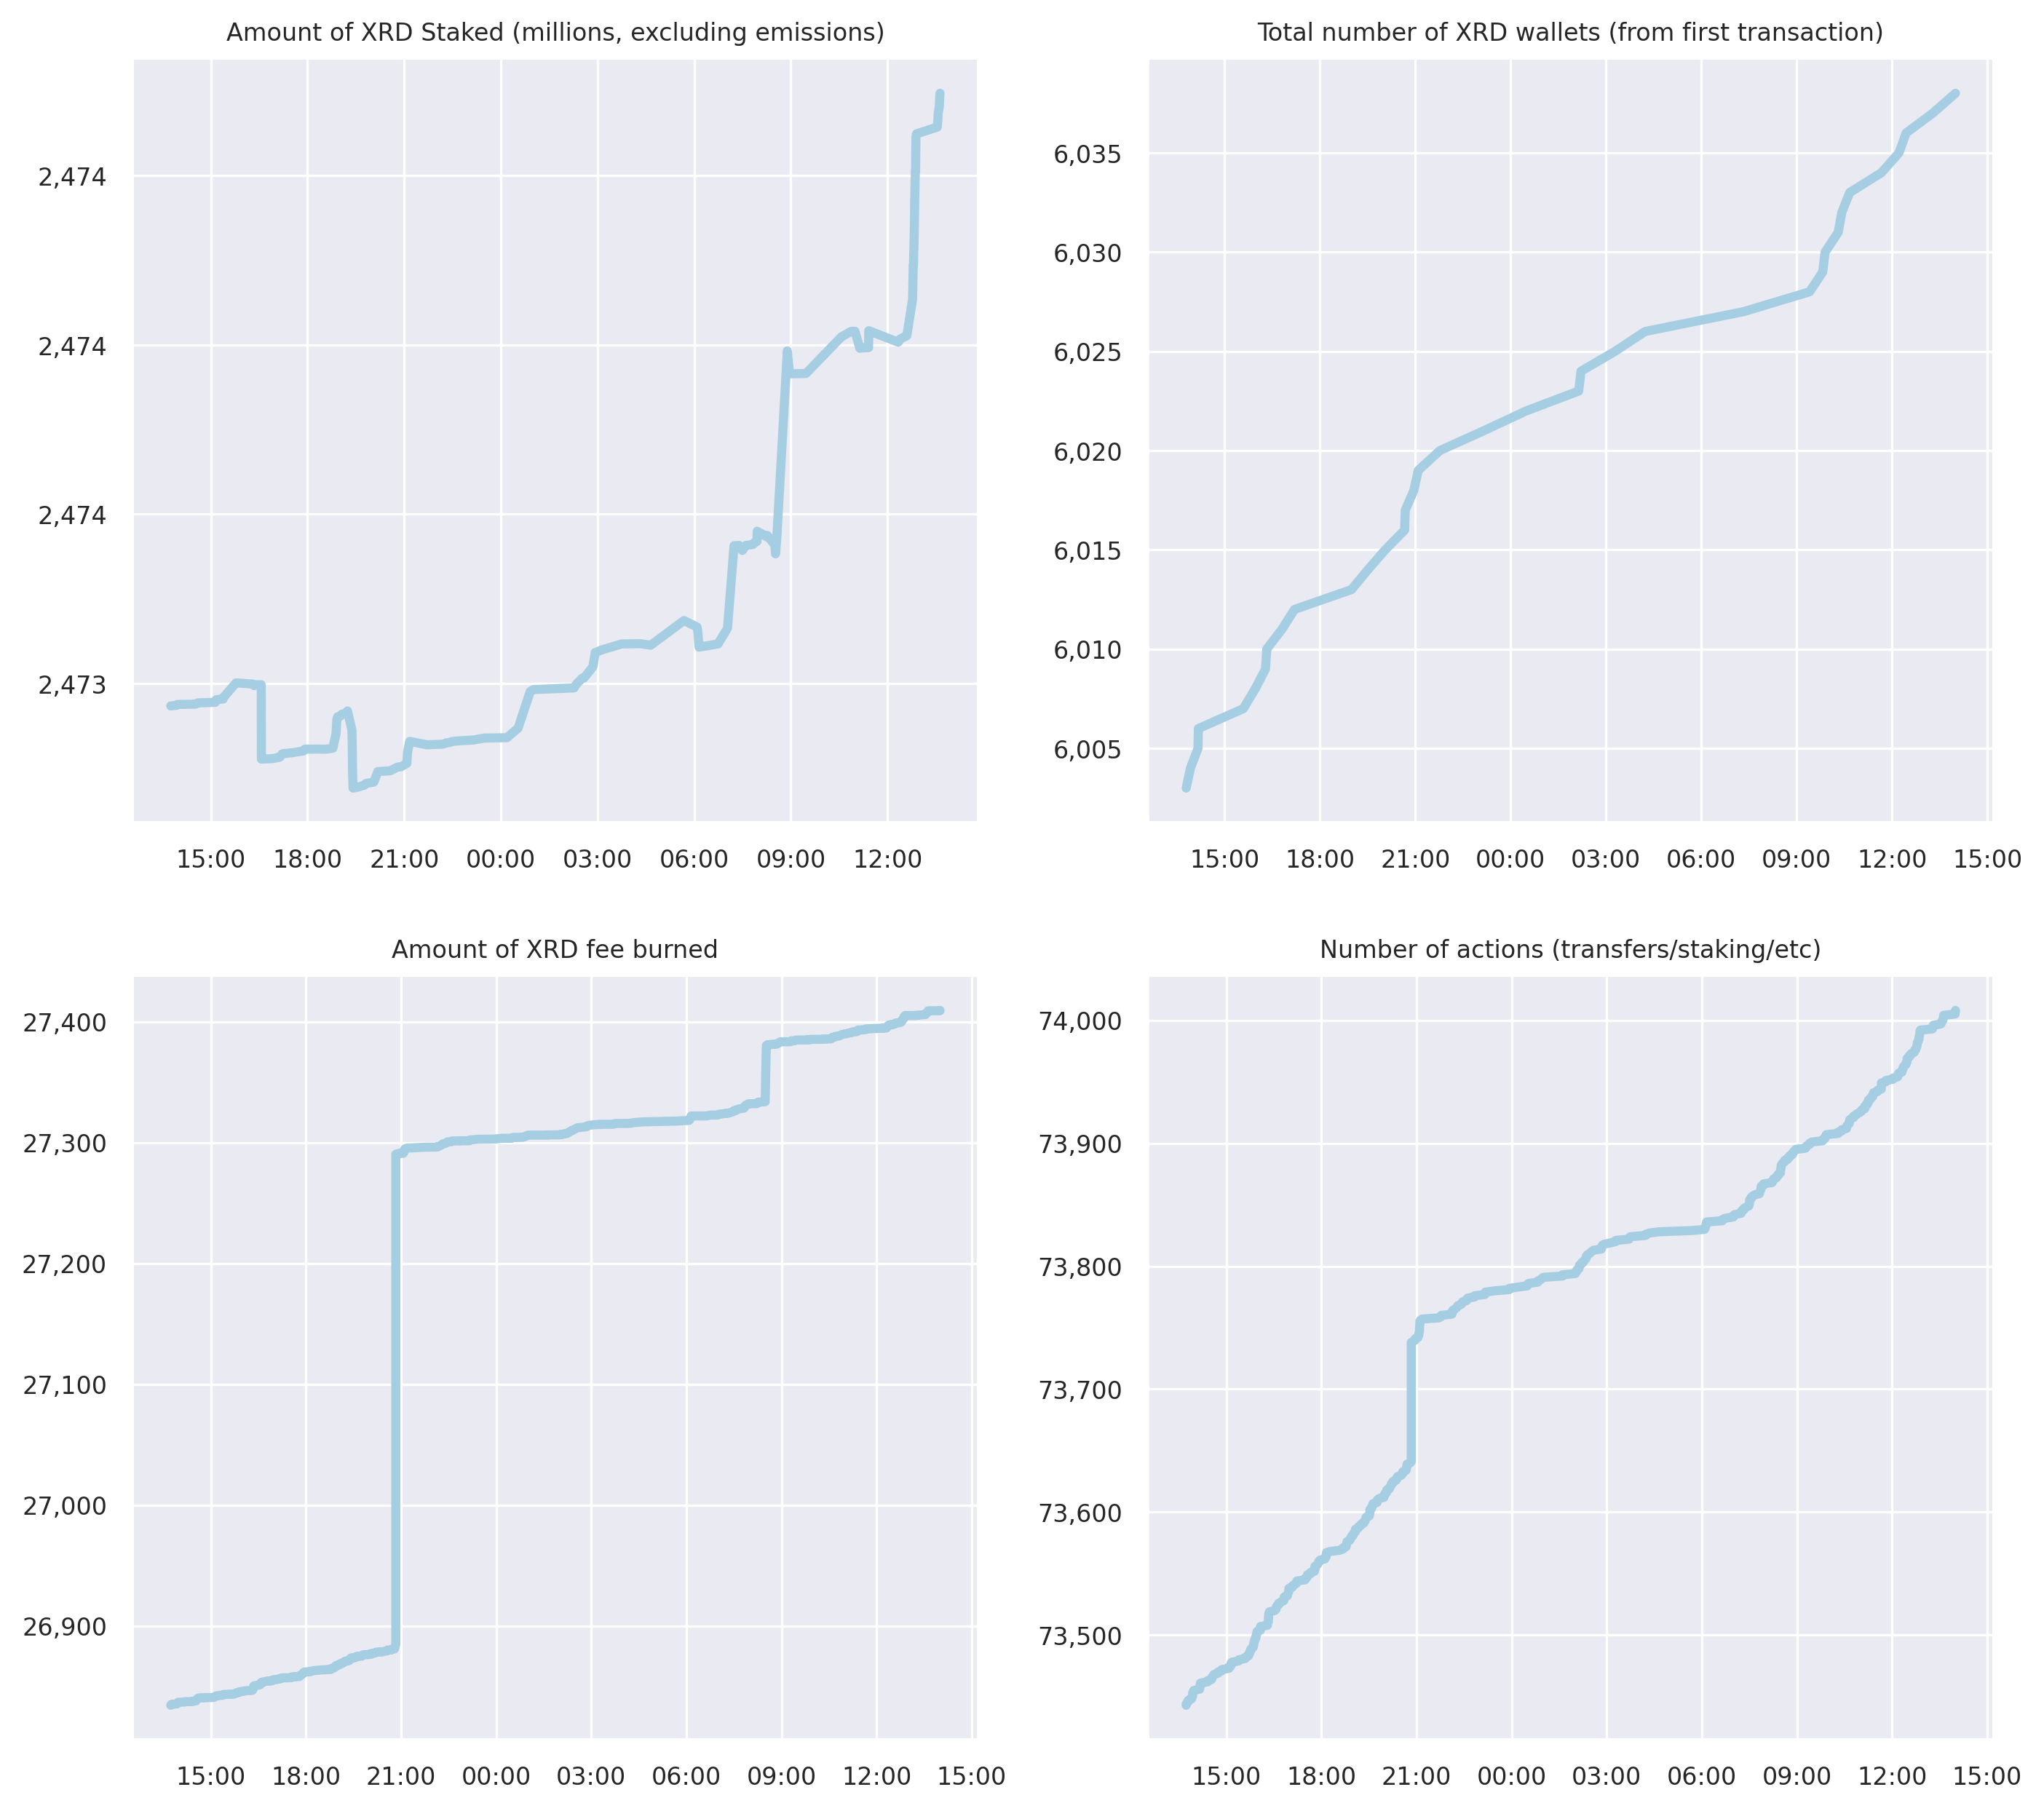 Amount of XRD Staked (millions, excluding emissions)
2,474
2,474
2,474
2,473
15:00 18:00 21:00 00:00 03:00 06:00 09:00 12:00
Total number of XRD wallets (from first transaction)
6,035
6,030
6,025
6,020
6,015
6,010
6,005
15:00 18:00 21:00 00:00 03:00 06:00 09:00 12:00 15:00
Amount of XRD fee burned
27,400
27,300
27,200
27,100
27,000
26,900
15:00 18:00 21:00 00:00 03:00 06:00 09:00 12:00 15:00
Number of actions (transfers/staking/etc)
74,000
73,900
73,800
73,700
73,600
73,500
15:00 18:00 21:00 00:00 03:00 06:00 09:00 12:00 15:00